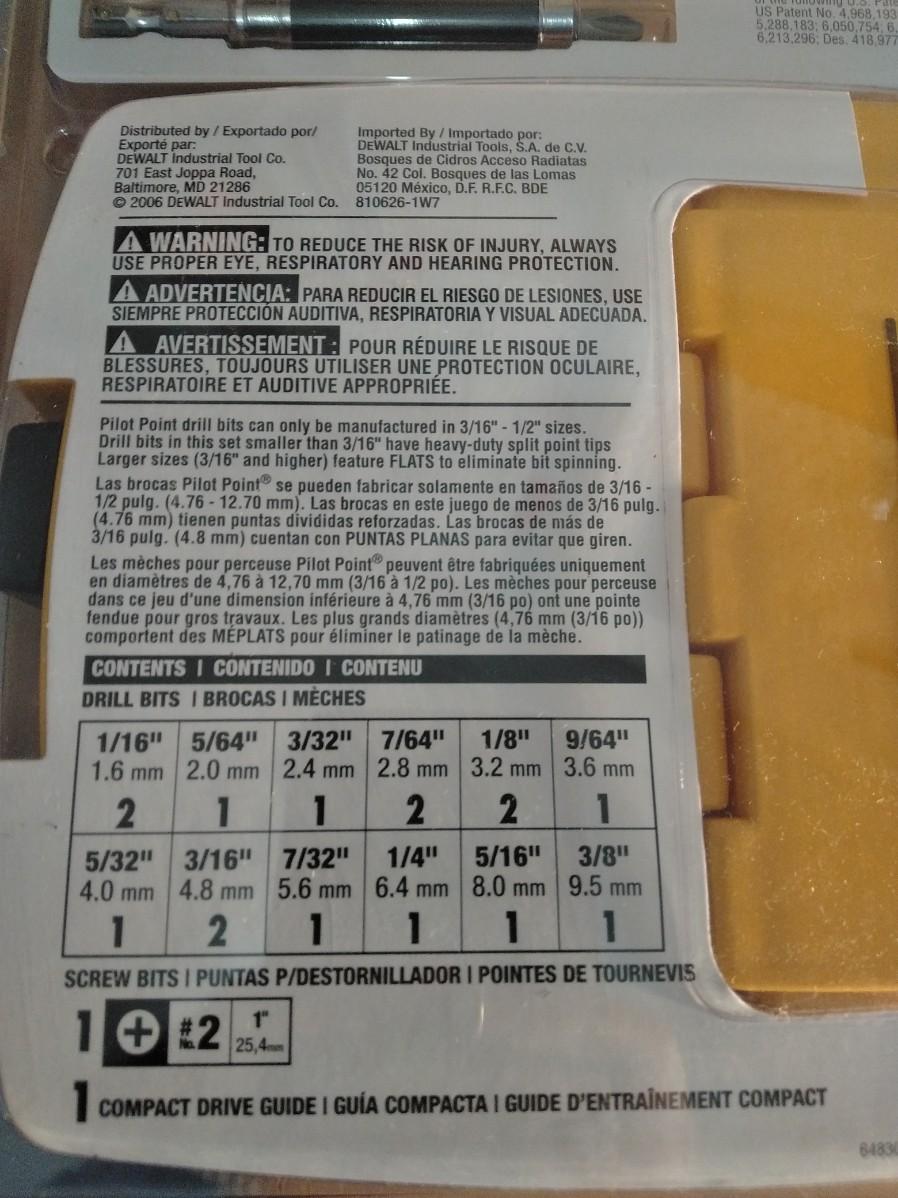 US Patent No. 4,968,193
5,288,183; 6,050,754, 6,
6,213,296; Des. 418,977
Distributed by / Exportado por/
Exporté par:
DEWALT Industrial Tool Co.
701 East Joppa Road,
Baltimore, MD 21286
© 2006 DEWALT Industrial Tool Co.
Imported By / Importado por:
DEWALT Industrial Tools, S.A. de C.V.
Bosques de Cidros Acceso Radiatas
No. 42 Col. Bosques de las Lomas
05120 México, D.F. R.F.C. BDE
810626-1W7
WARNING: TO REDUCE THE RISK OF INJURY, ALWAYS
USE PROPER EYE, RESPIRATORY AND HEARING PROTECTION.
ADVERTENCIA: PARA REDUCIR EL RIESGO DE LESIONES, USE
SIEMPRE PROTECCIÓN AUDITIVA, RESPIRATORIA Y VISUAL ADECUADA.
AVERTISSEMENT : POUR RÉDUIRE LE RISQUE DE
BLESSURES, TOUJOURS UTILISER UNE PROTECTION OCULAIRE,
RESPIRATOIRE ET AUDITIVE APPROPRIÉE.
Pilot Point drill bits can only be manufactured in 3/16" - 1/2" sizes.
Drill bits in this set smaller than 3/16" have heavy-duty split point tips
Larger sizes (3/16" and higher) feature FLATS to eliminate bit spinning.
Las brocas Pilot Point® se pueden fabricar solamente en tamaños de 3/16 -
1/2 pulg. (4.76 - 12.70 mm). Las brocas en este juego de menos de 3/16 pulg.
(4.76 mm) tienen puntas divididas reforzadas. Las brocas de más de
3/16 pulg. (4.8 mm) cuentan con PUNTAS PLANAS para evitar que giren.
Les mèches pour perceuse Pilot Point® peuvent être fabriquées uniquement
en diamètres de 4,76 à 12,70 mm (3/16 à 1/2 po). Les mèches pour perceuse
dans ce jeu d'une dimension inférieure à 4,76 mm (3/16 po) ont une pointe
fendue pour gros travaux. Les plus grands diamètres (4,76 mm (3/16 po))
comportent des MÉPLATS pour éliminer le patinage de la mèche.
CONTENTS | CONTENIDO | CONTENU
DRILL BITS | BROCAS | MÈCHES
1/16" 5/64" 3/32" 7/64" 1/8" 9/64"
1.6 mm 2.0 mm 2.4 mm 2.8 mm 3.2 mm 3.6 mm
2 1 1 2 2 1
5/32" 3/16" 7/32" 1/4" 5/16" 3/8"
4.0 mm 4.8 mm 5.6 mm 6.4 mm 8.0 mm 9.5 mm
1 2 1 1 1 1
SCREW BITS | PUNTAS P/DESTORNILLADOR | POINTES DE TOURNEVIS
1 # No. 2 1"
25,4mm
1 COMPACT DRIVE GUIDE | GUÍA COMPACTA | GUIDE D'ENTRAÎNEMENT COMPACT